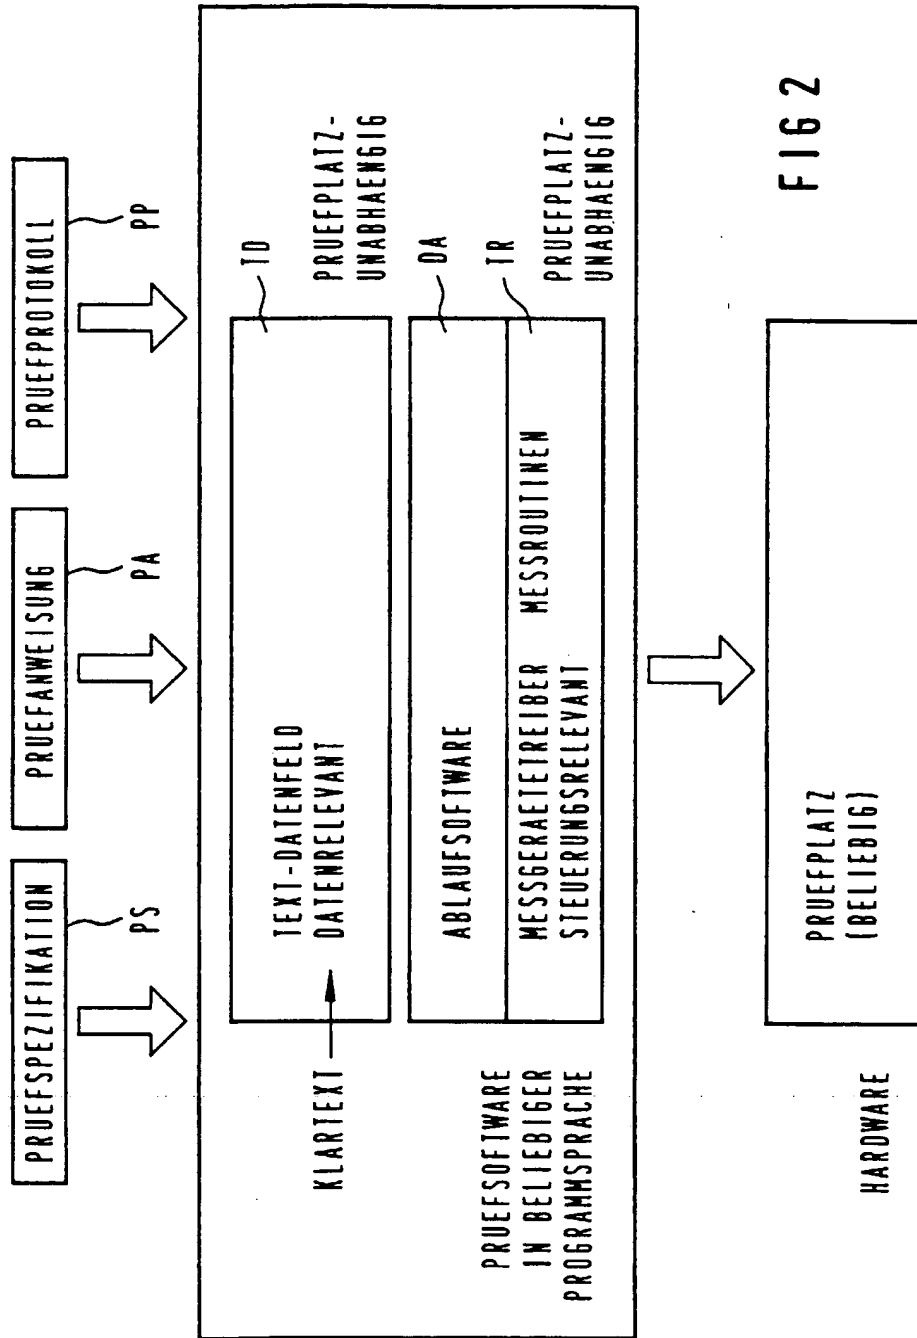 PRUEFSPEZIFIKATION
PS
PRUEFANWEISUNG
PA
PRUEFPROTOKOLL
PP
KLARTEXT
TEXT-DATENFELD
DATENRELEVANT
TD
PRUEFPLATZ-
UNABHAENGIG
PRUEFSOFTWARE
IN BELIEBIGER
PROGRAMMSPRACHE
ABLAUFSOFTWARE
DA
MESSGERAETETREIBER MESSROUTINEN
STEUERUNGSRELEVANT
TR
PRUEFPLATZ-
UNABHAENGIG
HARDWARE
PRUEFPLATZ
(BELIEBIG)
FIG 2